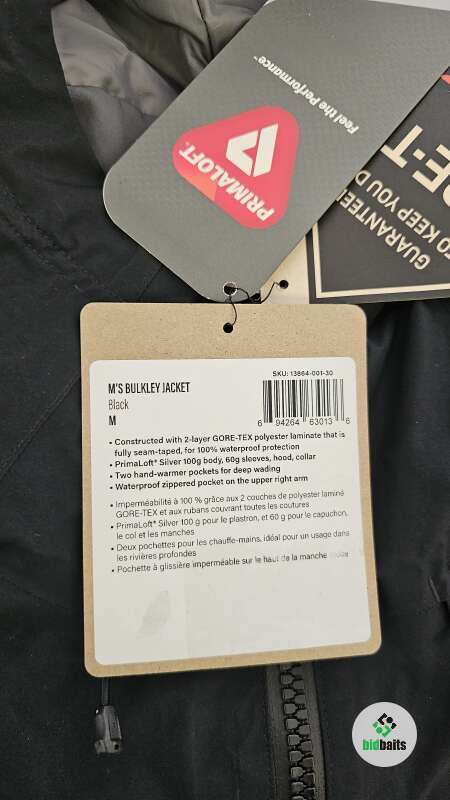 Feel the Performance™
PRIMALOFT®
GUARANTEED
TO KEEP YOU D
RE-T
M'S BULKLEY JACKET
Black
M
SKU: 13864-001-30
6 94264 63013 6
• Constructed with 2-layer GORE-TEX polyester laminate that is
fully seam-taped, for 100% waterproof protection
• PrimaLoft® Silver 100g body, 60g sleeves, hood, collar
• Two hand-warmer pockets for deep wading
• Waterproof zippered pocket on the upper right arm
• Imperméabilité à 100 % grâce aux 2 couches de polyester laminé
GORE-TEX et aux rubans couvrant toutes les coutures
• PrimaLoft® Silver 100 g pour le plastron, et 60 g pour le capuchon,
le col et les manches
• Deux pochettes pour les chauffe-mains, idéal pour un usage dans
les rivières profondes
• Pochette à glissière imperméable sur le haut de la manche droite
bidbaits